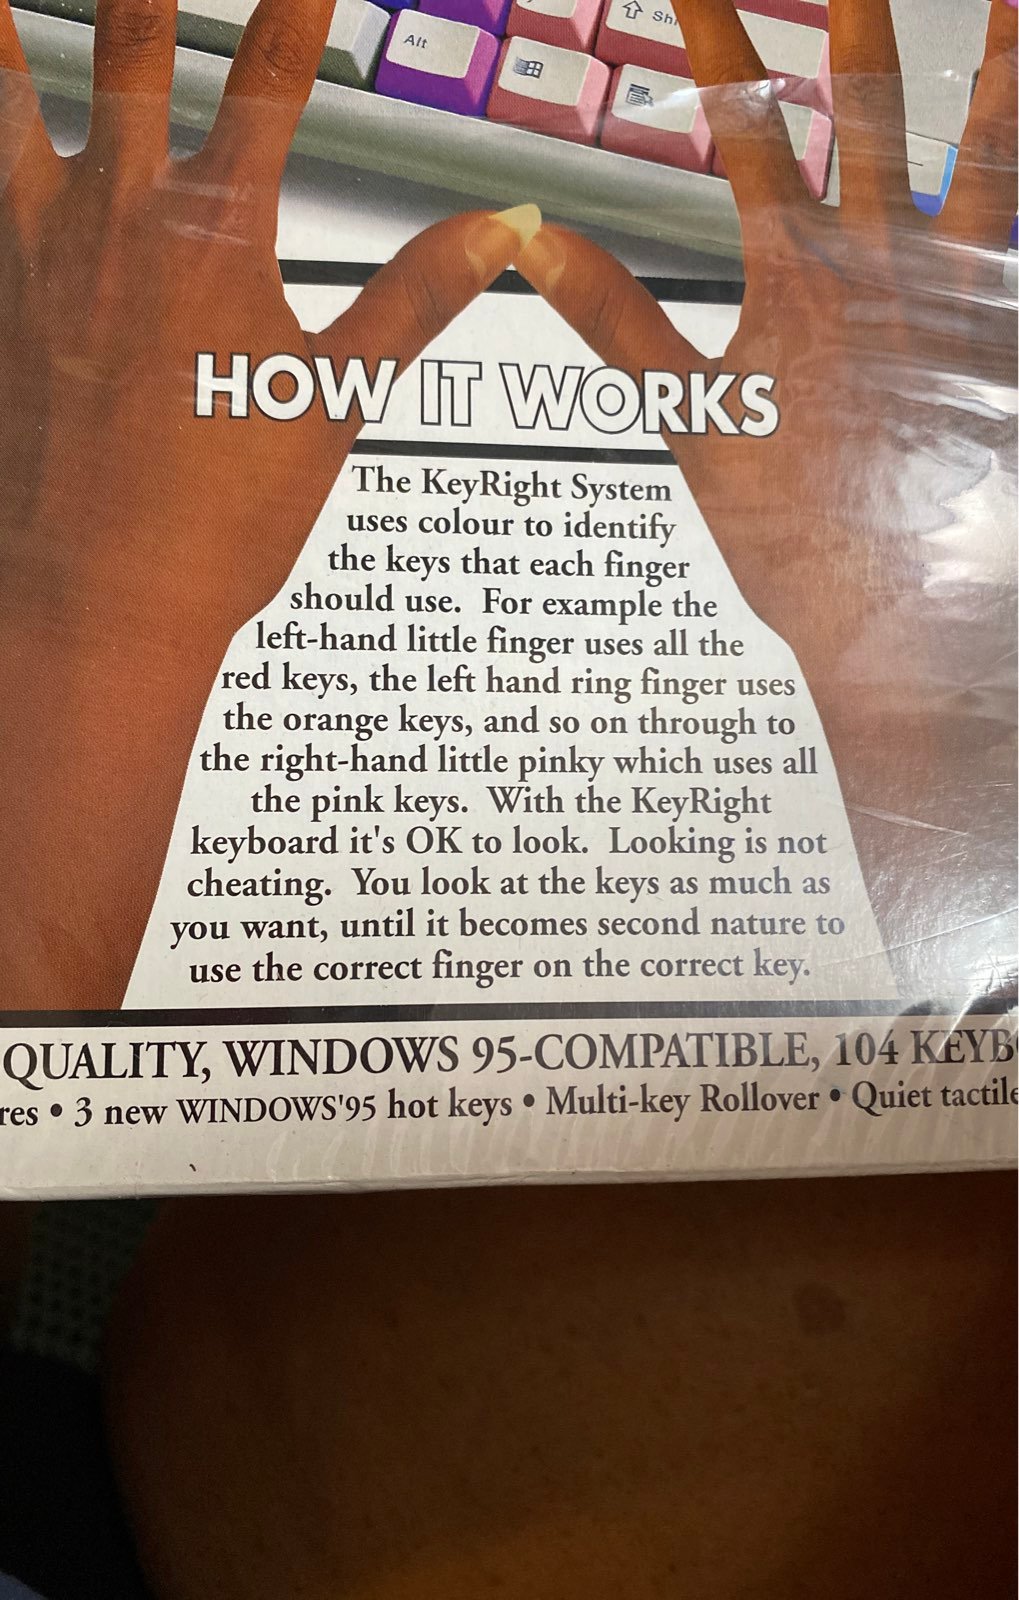 Alt
Shi
HOW IT WORKS
The KeyRight System
uses colour to identify
the keys that each finger
should use. For example the
left-hand little finger uses all the
red keys, the left hand ring finger uses
the orange keys, and so on through to
the right-hand little pinky which uses all
the pink keys. With the KeyRight
keyboard it's OK to look. Looking is not
cheating. You look at the keys as much as
you want, until it becomes second nature to
use the correct finger on the correct key.
QUALITY, WINDOWS 95-COMPATIBLE, 104 KEYB
res • 3 new WINDOWS'95 hot keys • Multi-key Rollover • Quiet tactile